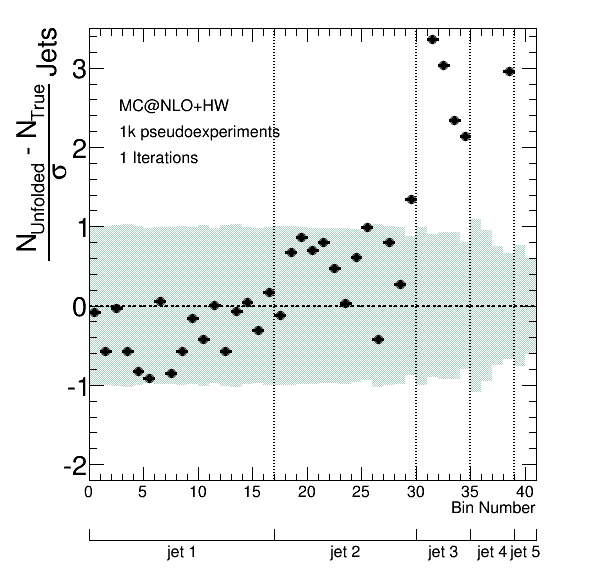 N_Unfolded - N_True Jets
σ
3
2
1
0
-1
-2
MC@NLO+HW
1k pseudoexperiments
1 Iterations
0 5 10 15 20 25 30 35 40
Bin Number
jet 1 jet 2 jet 3 jet 4 jet 5